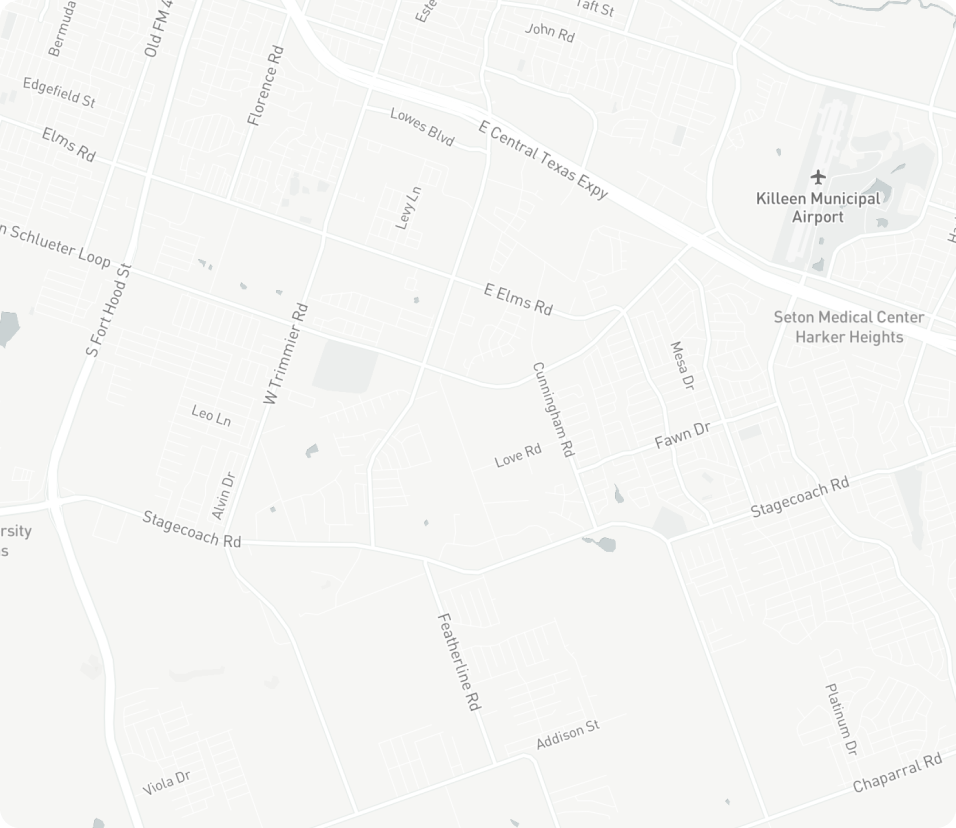 Bermuda
Old FM 4
Este
Taft St
John Rd
Edgefield St
Florence Rd
Elms Rd
Lowes Blvd
E Central Texas Expy
Killeen Municipal
Airport
Levy Ln
Ha
n Schlueter Loop
S Fort Hood St
E Elms Rd
Seton Medical Center
Harker Heights
W Trimmier Rd
Mesa Dr
Cunningham Rd
Leo Ln
Fawn Dr
Love Rd
Alvin Dr
Stagecoach Rd
Stagecoach Rd
rsity
s
Featherline Rd
Platinum Dr
Addison St
Viola Dr
Chaparral Rd